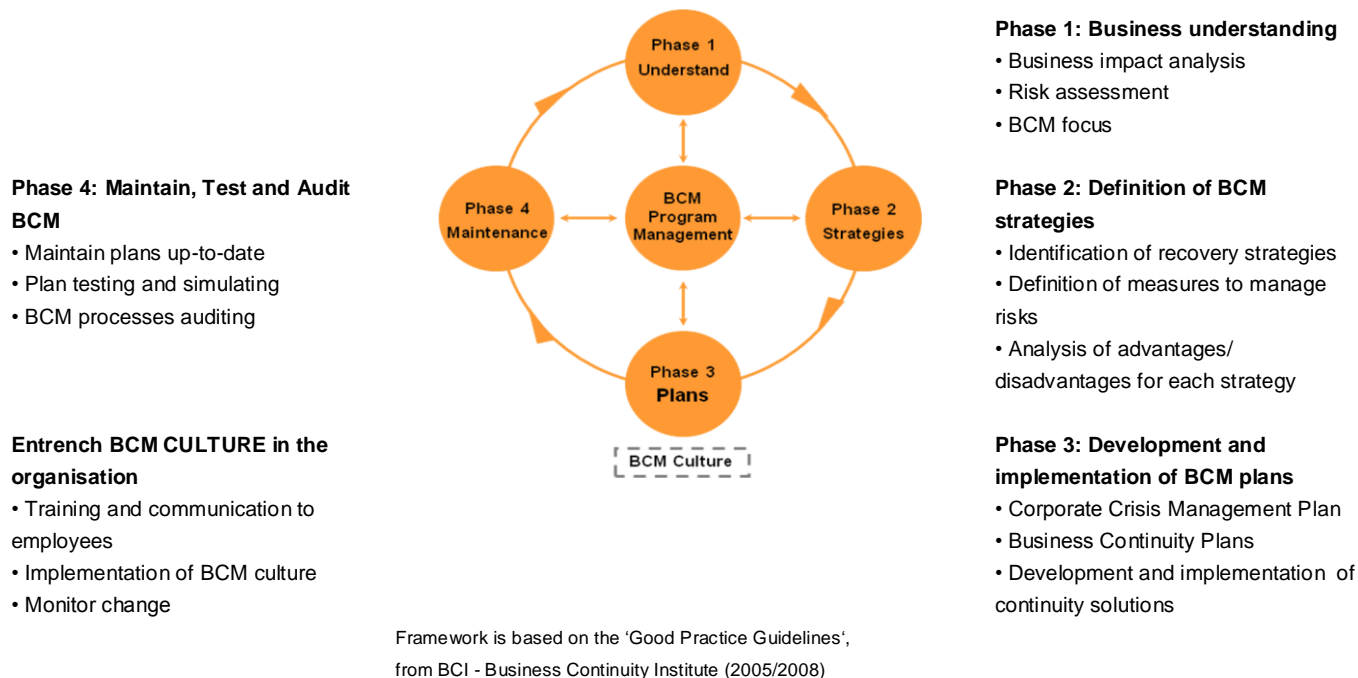 Phase 1
Understand
Phase 4
Maintenance
BCM
Program
Management
Phase 2
Strategies
Phase 3
Plans
BCM Culture
Phase 1: Business understanding
• Business impact analysis
• Risk assessment
• BCM focus
Phase 2: Definition of BCM
strategies
• Identification of recovery strategies
• Definition of measures to manage
risks
• Analysis of advantages/
disadvantages for each strategy
Phase 3: Development and
implementation of BCM plans
• Corporate Crisis Management Plan
• Business Continuity Plans
• Development and implementation of
continuity solutions
Phase 4: Maintain, Test and Audit
BCM
• Maintain plans up-to-date
• Plan testing and simulating
• BCM processes auditing
Entrench BCM CULTURE in the
organisation
• Training and communication to
employees
• Implementation of BCM culture
• Monitor change
Framework is based on the ‘Good Practice Guidelines‘,
from BCI - Business Continuity Institute (2005/2008)